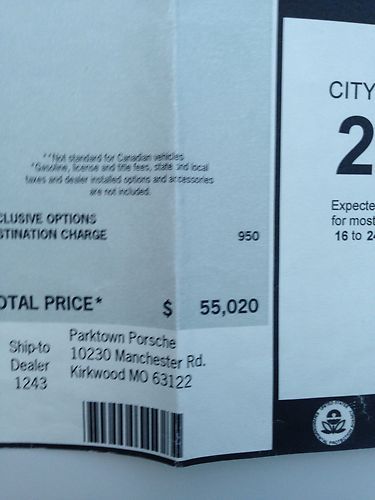 **Not standard for Canadian vehicles
*Gasoline, license and title fees, state and local
taxes and dealer installed options and accessories
are not included.
CLUSIVE OPTIONS
STINATION CHARGE 950
OTAL PRICE* $ 55,020
Ship-to
Dealer
1243
Parktown Porsche
10230 Manchester Rd.
Kirkwood MO 63122
CITY
2
Expecte
for most
16 to 24